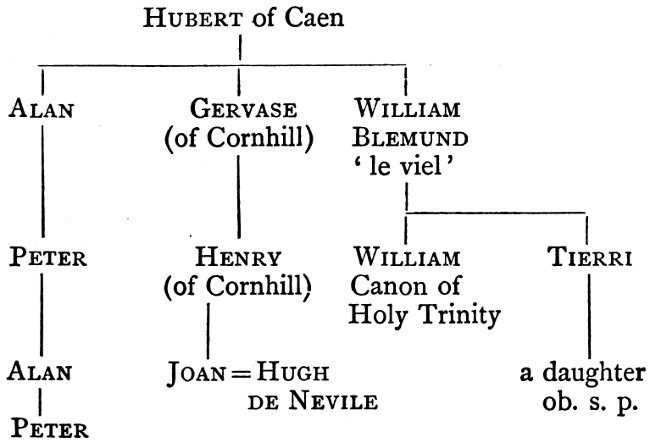 HUBERT of Caen
ALAN GERVASE WILLIAM
(of Cornhill) BLEMUND
‘le viel’
PETER HENRY WILLIAM TIERRI
(of Cornhill) Canon of
Holy Trinity
ALAN JOAN = HUGH a daughter
DE NEVILE ob. s. p.
PETER